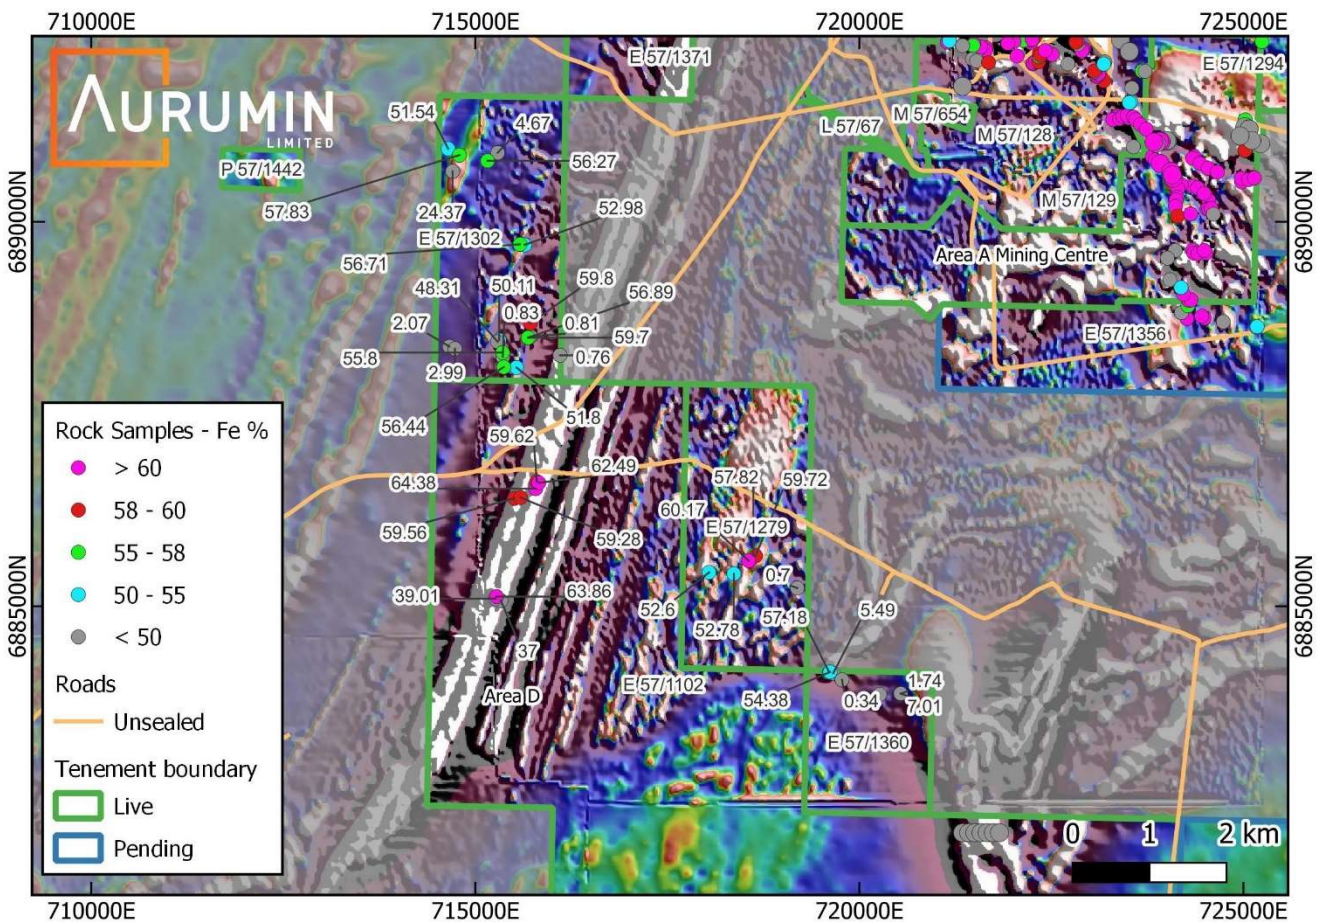 710000E
715000E
720000E
725000E
AURUMIN
LIMITED
E 57/1371
E 57/1294
51.54
4.67
L 57/67
M 57/654
M 57/128
P 57/1442
56.27
57.83
24.37
52.98
M 57/129
6890000N
6890000N
E 57/1302
56.71
Area A Mining Centre
48.31
50.11
59.8
56.89
2.07
0.83
0.81
59.7
E 57/1356
55.8
2.99
0.76
56.44
59.62
51.8
Rock Samples - Fe %
> 60
58 - 60
55 - 58
50 - 55
< 50
Roads
Unsealed
Tenement boundary
Live
Pending
64.38
62.49
57.82
59.72
60.17
E 57/1279
59.56
59.28
0.7
39.01
63.86
52.6
52.78
57.18
5.49
6885000N
6885000N
37
Area D
E 57/1102
54.38
0.34
1.74
7.01
E 57/1360
0 1 2 km
710000E
715000E
720000E
725000E